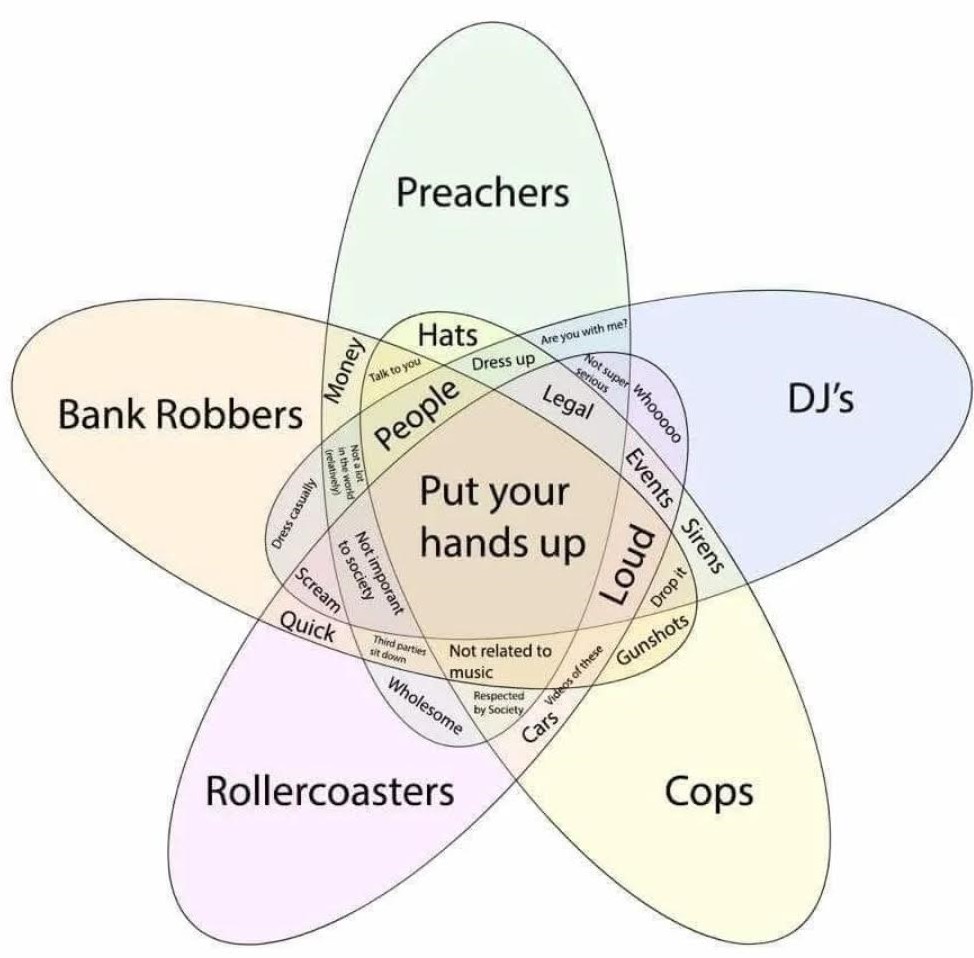 Preachers
Hats
Are you with me?
Money
Talk to you
Dress up
Not super
serious
Whooooo
Legal
People
DJ's
Bank Robbers
Not a lot
in the world
(relatively)
Put your
hands up
Events
Dress casually
Sirens
Not imporant
to society
Loud
Drop it
Scream
Quick
Third parties
sit down
Not related to
music
Gunshots
Videos of these
Wholesome
Respected
by Society
Cars
Rollercoasters
Cops